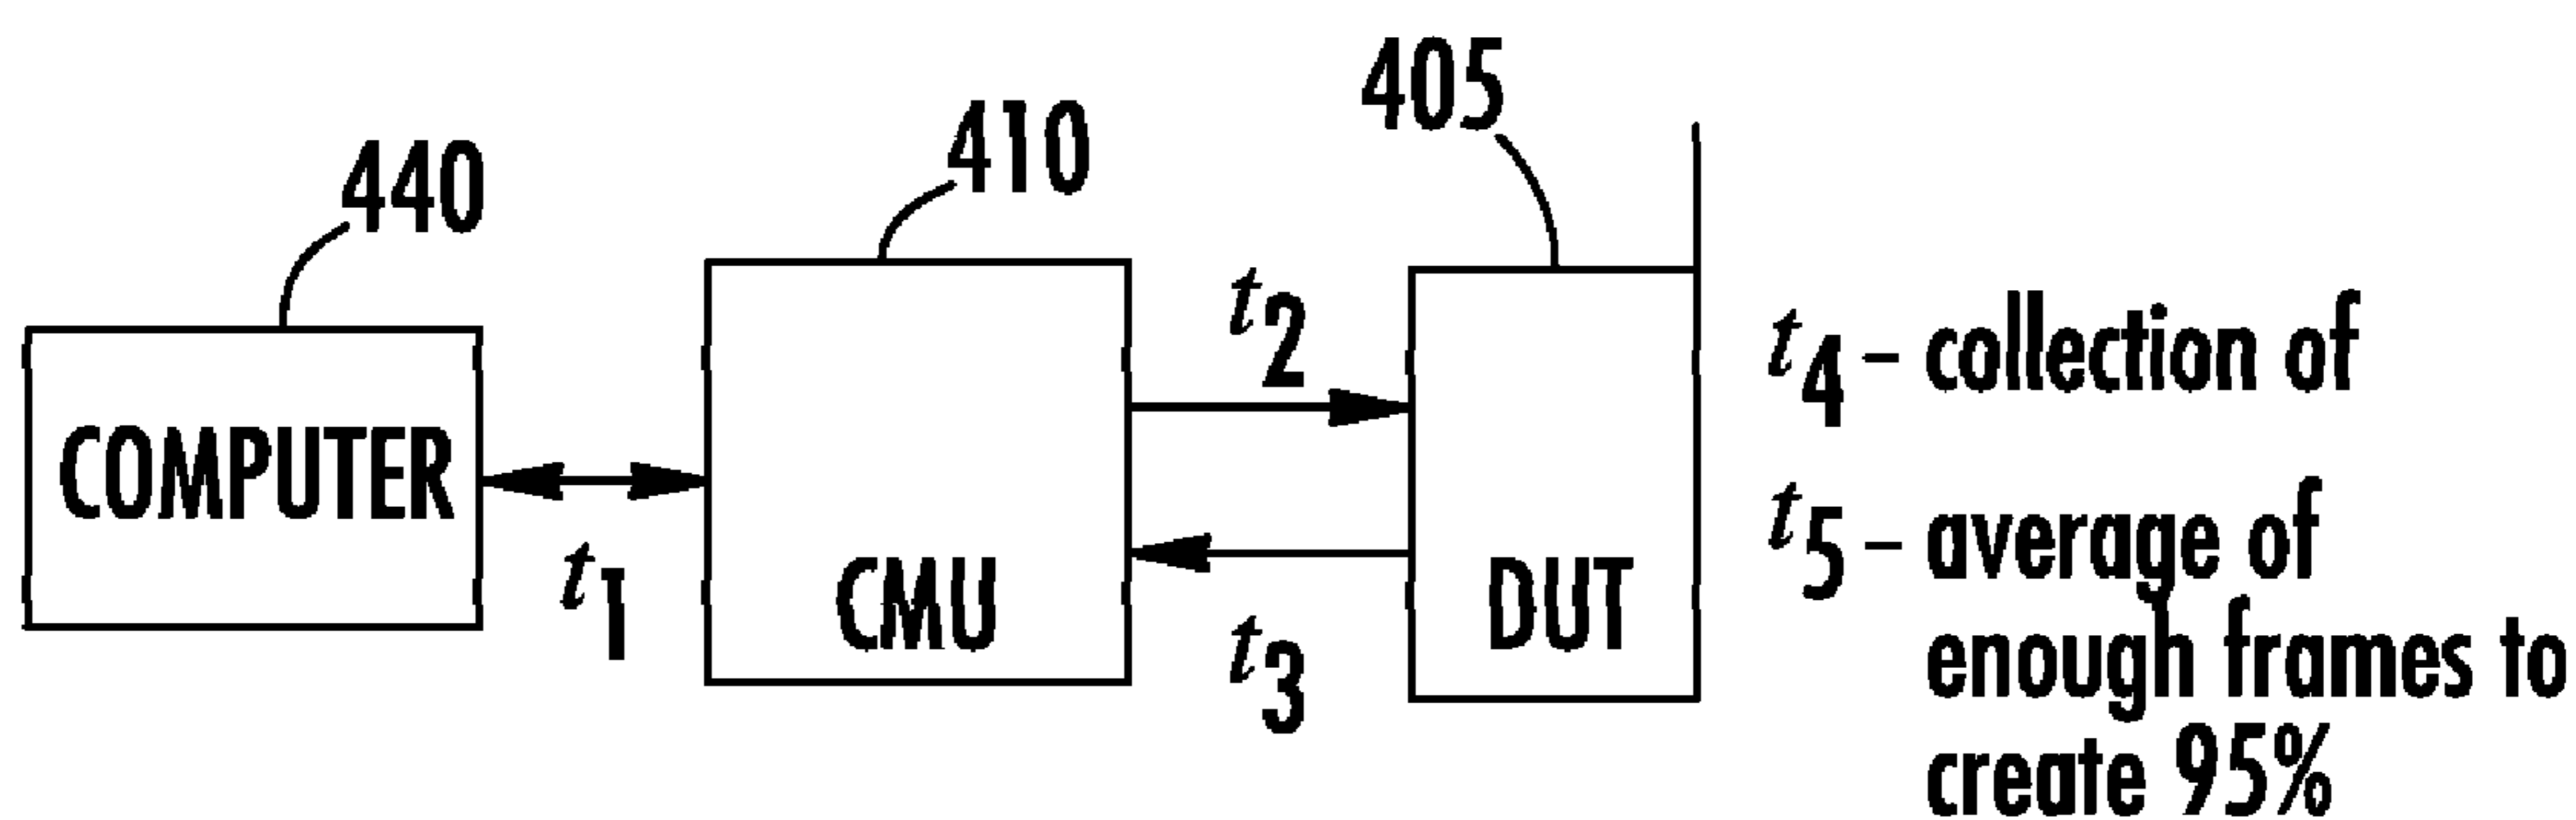 440
410
405
COMPUTER
t1
CMU
t2
t3
DUT
t4 – collection of
t5 – average of
enough frames to
create 95%